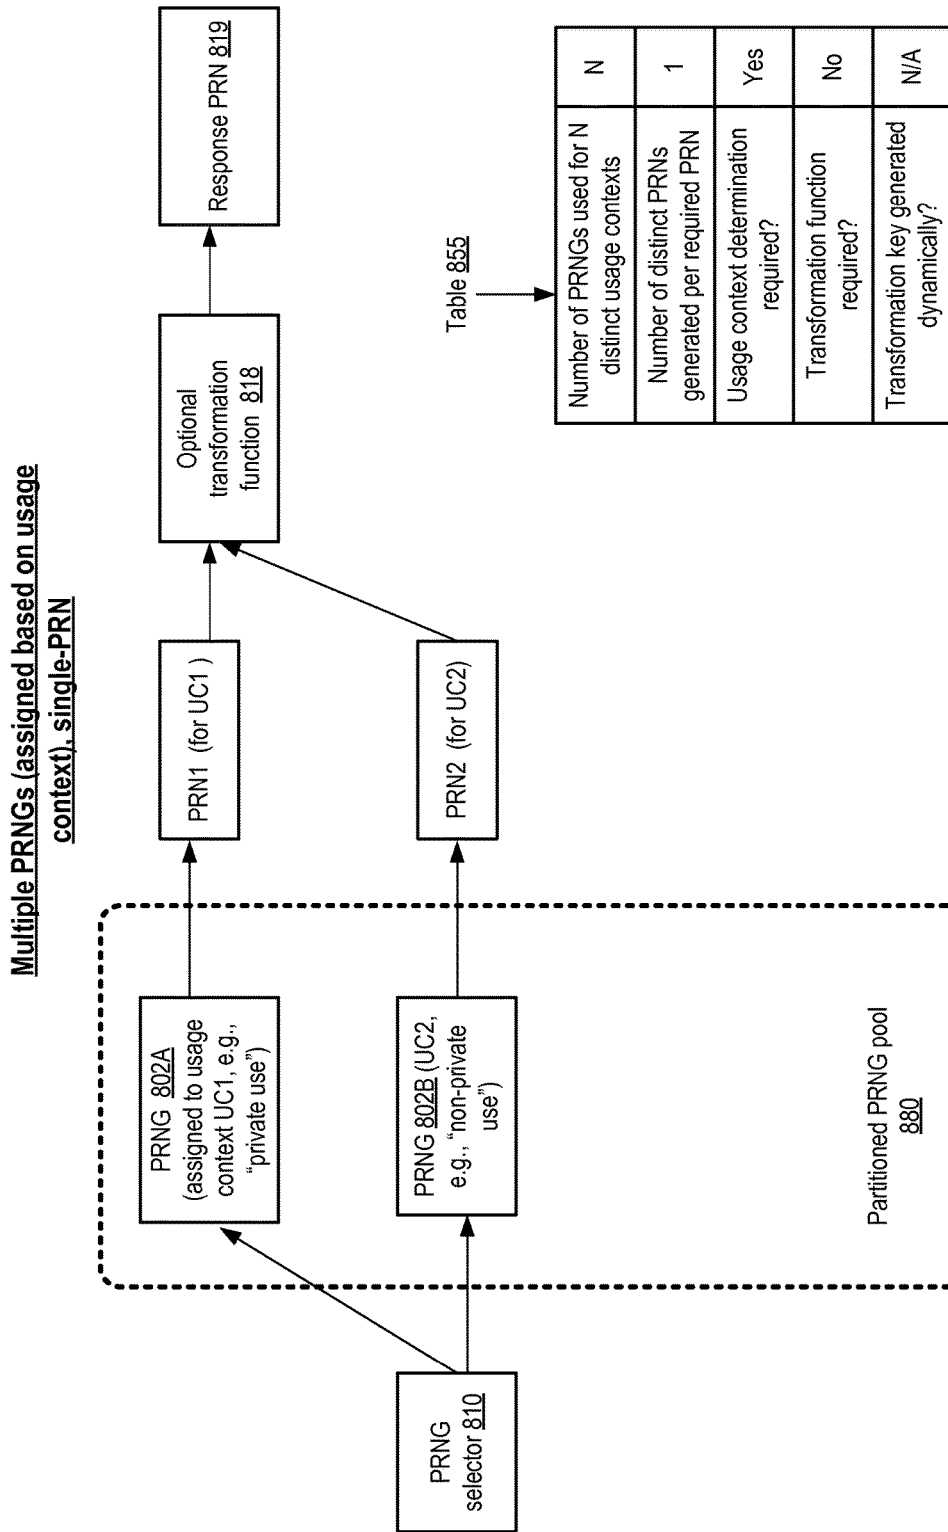 Multiple PRNGs (assigned based on usage
context), single-PRN
PRNG
selector 810
PRNG 802A
(assigned to usage
context UC1, e.g.,
“private use”)
PRNG 802B (UC2,
e.g., “non-private
use”)
Partitioned PRNG pool
880
PRN1 (for UC1 )
PRN2 (for UC2)
Optional
transformation
function 818
Response PRN 819
Table 855
Number of PRNGs used for N
distinct usage contexts
N
Number of distinct PRNs
generated per required PRN
1
Usage context determination
required?
Yes
Transformation function
required?
No
Transformation key generated
dynamically?
N/A